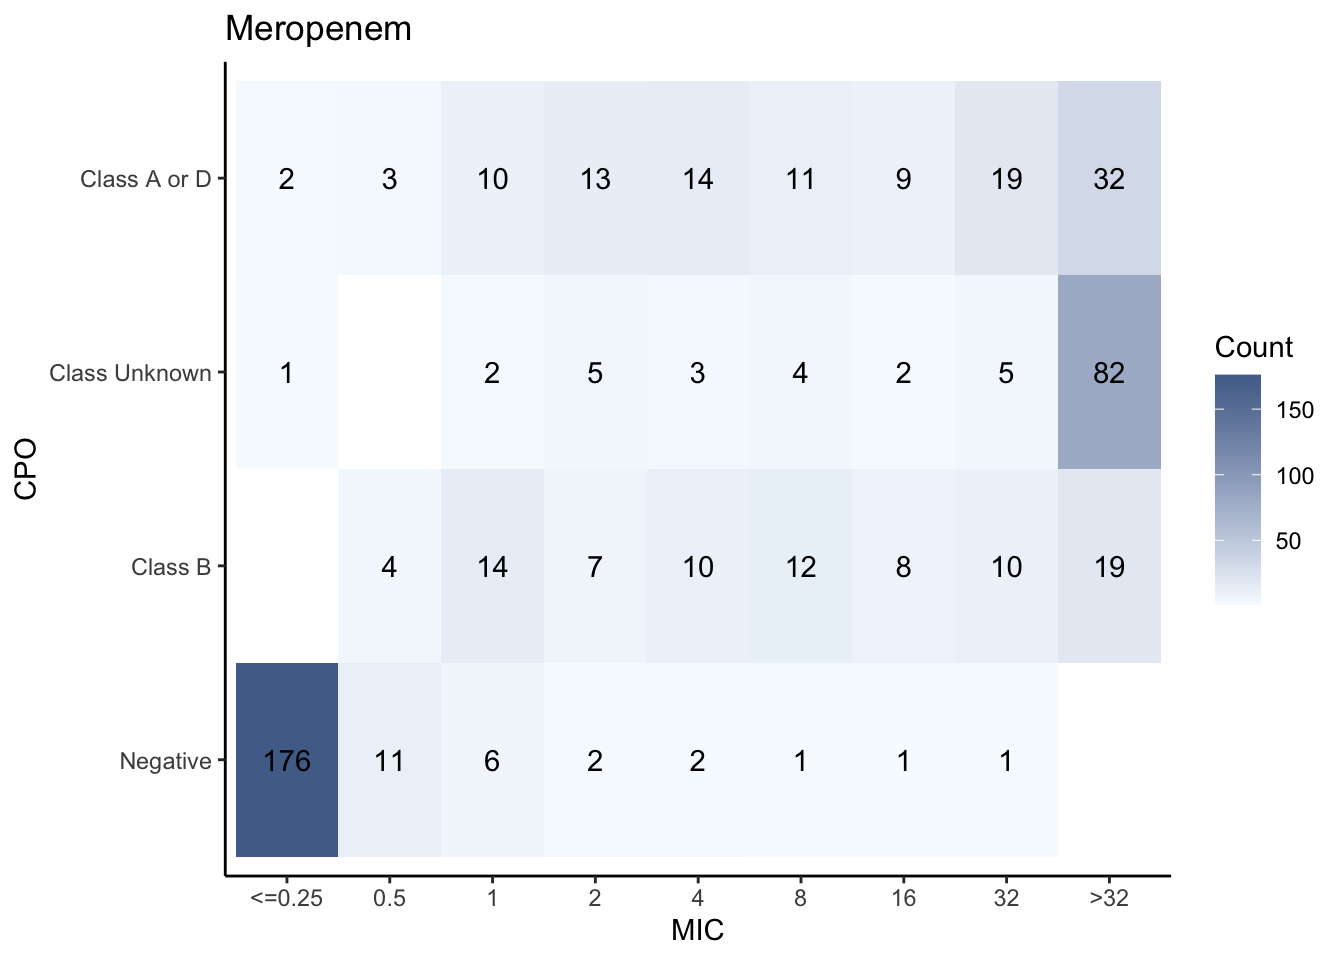 Meropenem
Class A or D 2 3 10 13 14 11 9 19 32
Class Unknown 1 2 5 3 4 2 5 82
Class B 4 14 7 10 12 8 10 19
Negative 176 11 6 2 2 1 1 1
<=0.25 0.5 1 2 4 8 16 32 >32
MIC
CPO
Count
150
100
50